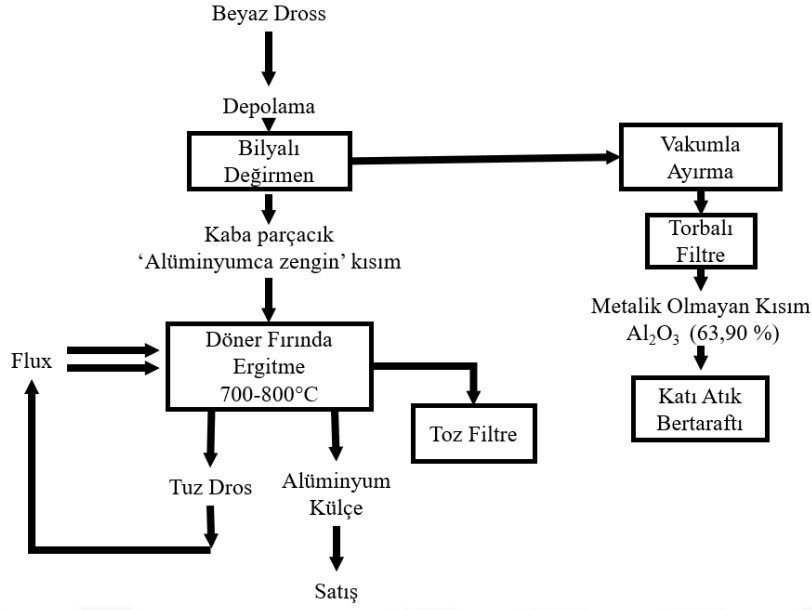 Beyaz Dross
Depolama
Bilyalı
Değirmen
Vakumla
Ayırma
Kaba parçacık
‘Alüminyumca zengin’ kısım
Torbalı
Filtre
Metalik Olmayan Kısım
Al₂O₃ (63,90 %)
Flux
Döner Fırında
Ergitme
700-800°C
Katı Atık
Bertaraftı
Toz Filtre
Tuz Dros
Alüminyum
Külçe
Satış